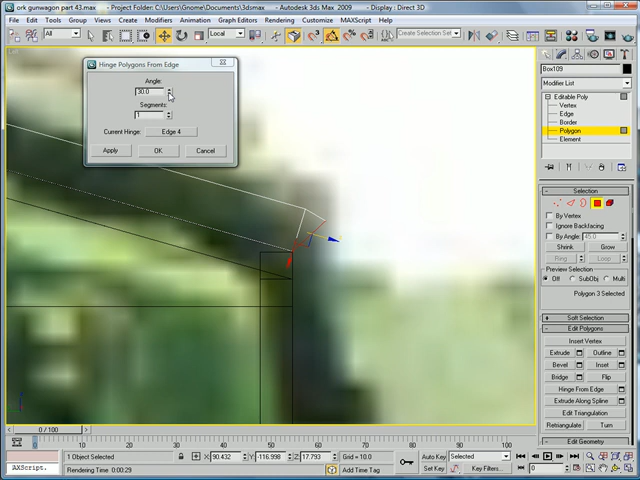 ork gunwagon part 43.max - Project Folder: C:\Users\Gnome\Documents\3dsmax - Autodesk 3ds Max 2009 - Display : Direct 3D
File Edit Tools Group Views Create Modifiers Animation Graph Editors Rendering Customize MAXScript Help
All Local Create Selection Set
Hinge Polygons From Edge
Angle:
30.0
Segments:
1
Current Hinge: Edge 4
Apply OK Cancel
Box109
Modifier List
Editable Poly
Vertex
Edge
Border
Polygon
Element
Selection
By Vertex
Ignore Backfacing
By Angle: 45.0
Shrink Grow
Ring Loop
Preview Selection
Off SubObj Multi
Polygon 3 Selected
Soft Selection
Edit Polygons
Insert Vertex
Extrude Outline
Bevel Inset
Bridge Flip
Hinge From Edge
Extrude Along Spline
Edit Triangulation
Retriangulate Turn
Edit Geometry
0 / 100
0 10 20 30 40 50 60 70 80 90 100
1 Object Selected X: 90.432 Y: -116.998 Z: 17.793 Grid = 10.0 Auto Key Selected
AXScript. Rendering Time 0:00:29 Add Time Tag Set Key Key Filters... 0